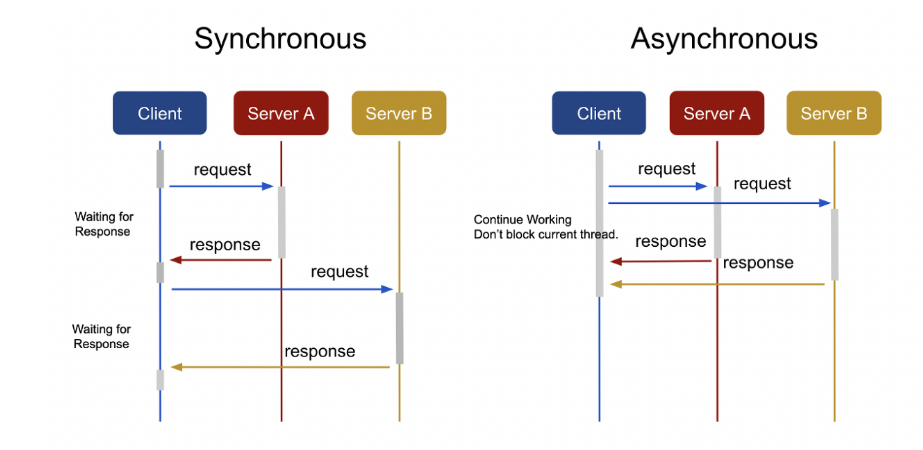 Synchronous
Asynchronous
Client
Server A
Server B
request
Waiting for
Response
response
request
Waiting for
Response
response
Client
Server A
Server B
request
request
Continue Working
Don't block current thread.
response
response